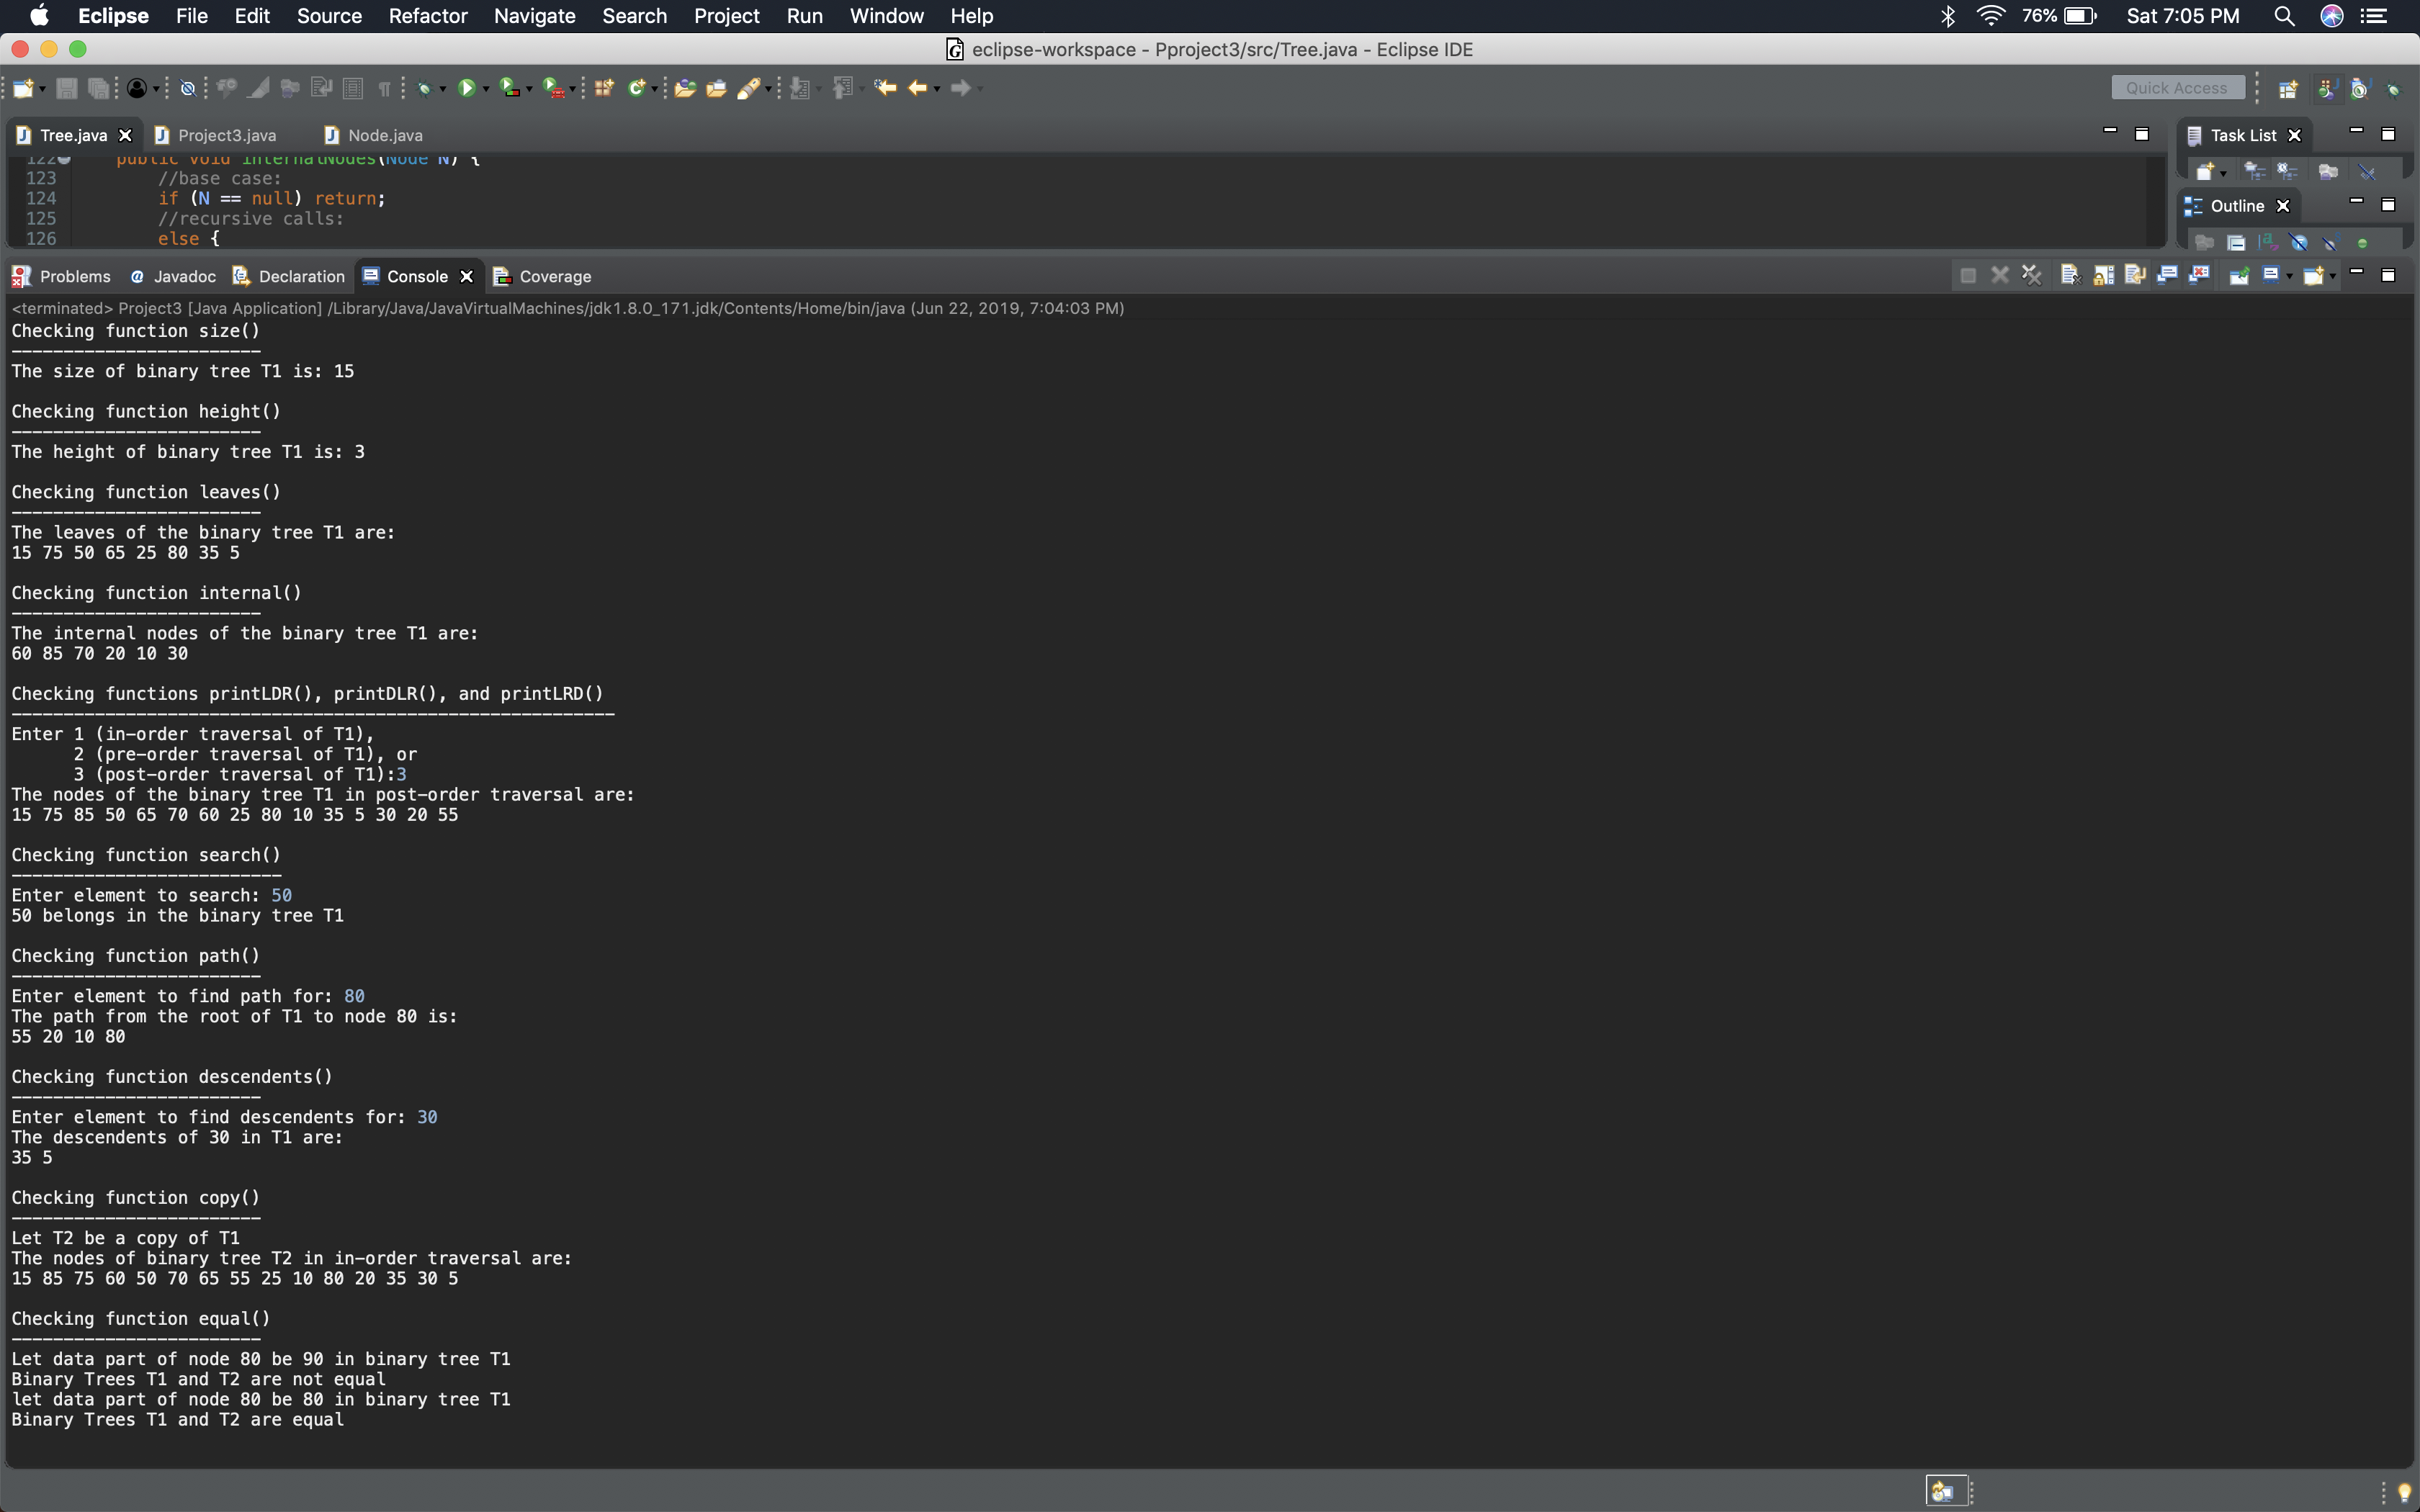 Eclipse File Edit Source Refactor Navigate Search Project Run Window Help 76% Sat 7:05 PM
eclipse-workspace - Pproject3/src/Tree.java - Eclipse IDE
Quick Access
Tree.java Project3.java Node.java Task List
122 public void internalNodes(Node N) {
123 //base case:
124 if (N == null) return;
125 //recursive calls:
126 else {
Outline
Problems @ Javadoc Declaration Console Coverage
<terminated> Project3 [Java Application] /Library/Java/JavaVirtualMachines/jdk1.8.0_171.jdk/Contents/Home/bin/java (Jun 22, 2019, 7:04:03 PM)
Checking function size()
------------------------
The size of binary tree T1 is: 15
Checking function height()
------------------------
The height of binary tree T1 is: 3
Checking function leaves()
------------------------
The leaves of the binary tree T1 are:
15 75 50 65 25 80 35 5
Checking function internal()
------------------------
The internal nodes of the binary tree T1 are:
60 85 70 20 10 30
Checking functions printLDR(), printDLR(), and printLRD()
----------------------------------------------------------
Enter 1 (in-order traversal of T1),
2 (pre-order traversal of T1), or
3 (post-order traversal of T1):3
The nodes of the binary tree T1 in post-order traversal are:
15 75 85 50 65 70 60 25 80 10 35 5 30 20 55
Checking function search()
--------------------------
Enter element to search: 50
50 belongs in the binary tree T1
Checking function path()
------------------------
Enter element to find path for: 80
The path from the root of T1 to node 80 is:
55 20 10 80
Checking function descendents()
------------------------
Enter element to find descendents for: 30
The descendents of 30 in T1 are:
35 5
Checking function copy()
------------------------
Let T2 be a copy of T1
The nodes of binary tree T2 in in-order traversal are:
15 85 75 60 50 70 65 55 25 10 80 20 35 30 5
Checking function equal()
------------------------
Let data part of node 80 be 90 in binary tree T1
Binary Trees T1 and T2 are not equal
let data part of node 80 be 80 in binary tree T1
Binary Trees T1 and T2 are equal